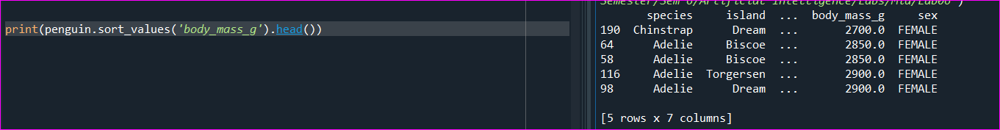 print(penguin.sort_values('body_mass_g').head())
Semester/Sem 6/Artificial Intelligence/Labs/Mid/Lab06')
species island ... body_mass_g sex
190 Chinstrap Dream ... 2700.0 FEMALE
64 Adelie Biscoe ... 2850.0 FEMALE
58 Adelie Biscoe ... 2850.0 FEMALE
116 Adelie Torgersen ... 2900.0 FEMALE
98 Adelie Dream ... 2900.0 FEMALE
[5 rows x 7 columns]